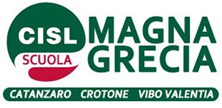 CISL
SCUOLA
MAGNA
GRECIA
CATANZARO CROTONE VIBO VALENTIA